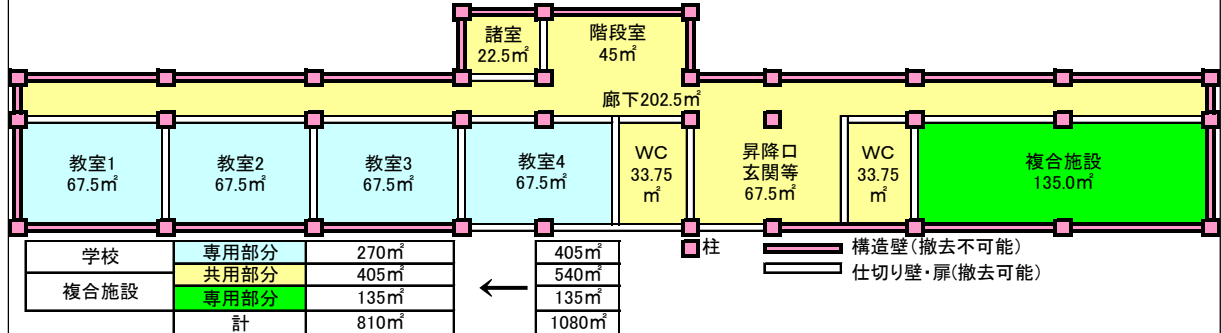 諸室
22.5㎡
階段室
45㎡
廊下202.5㎡
教室1
67.5㎡
教室2
67.5㎡
教室3
67.5㎡
教室4
67.5㎡
WC
33.75
㎡
昇降口
玄関等
67.5㎡
WC
33.75
㎡
複合施設
135.0㎡
学校 専用部分 270㎡ 405㎡
共用部分 405㎡ 540㎡
複合施設 専用部分 135㎡ ← 135㎡
計 810㎡ 1080㎡
柱
構造壁(撤去不可能)
仕切り壁・扉(撤去可能)